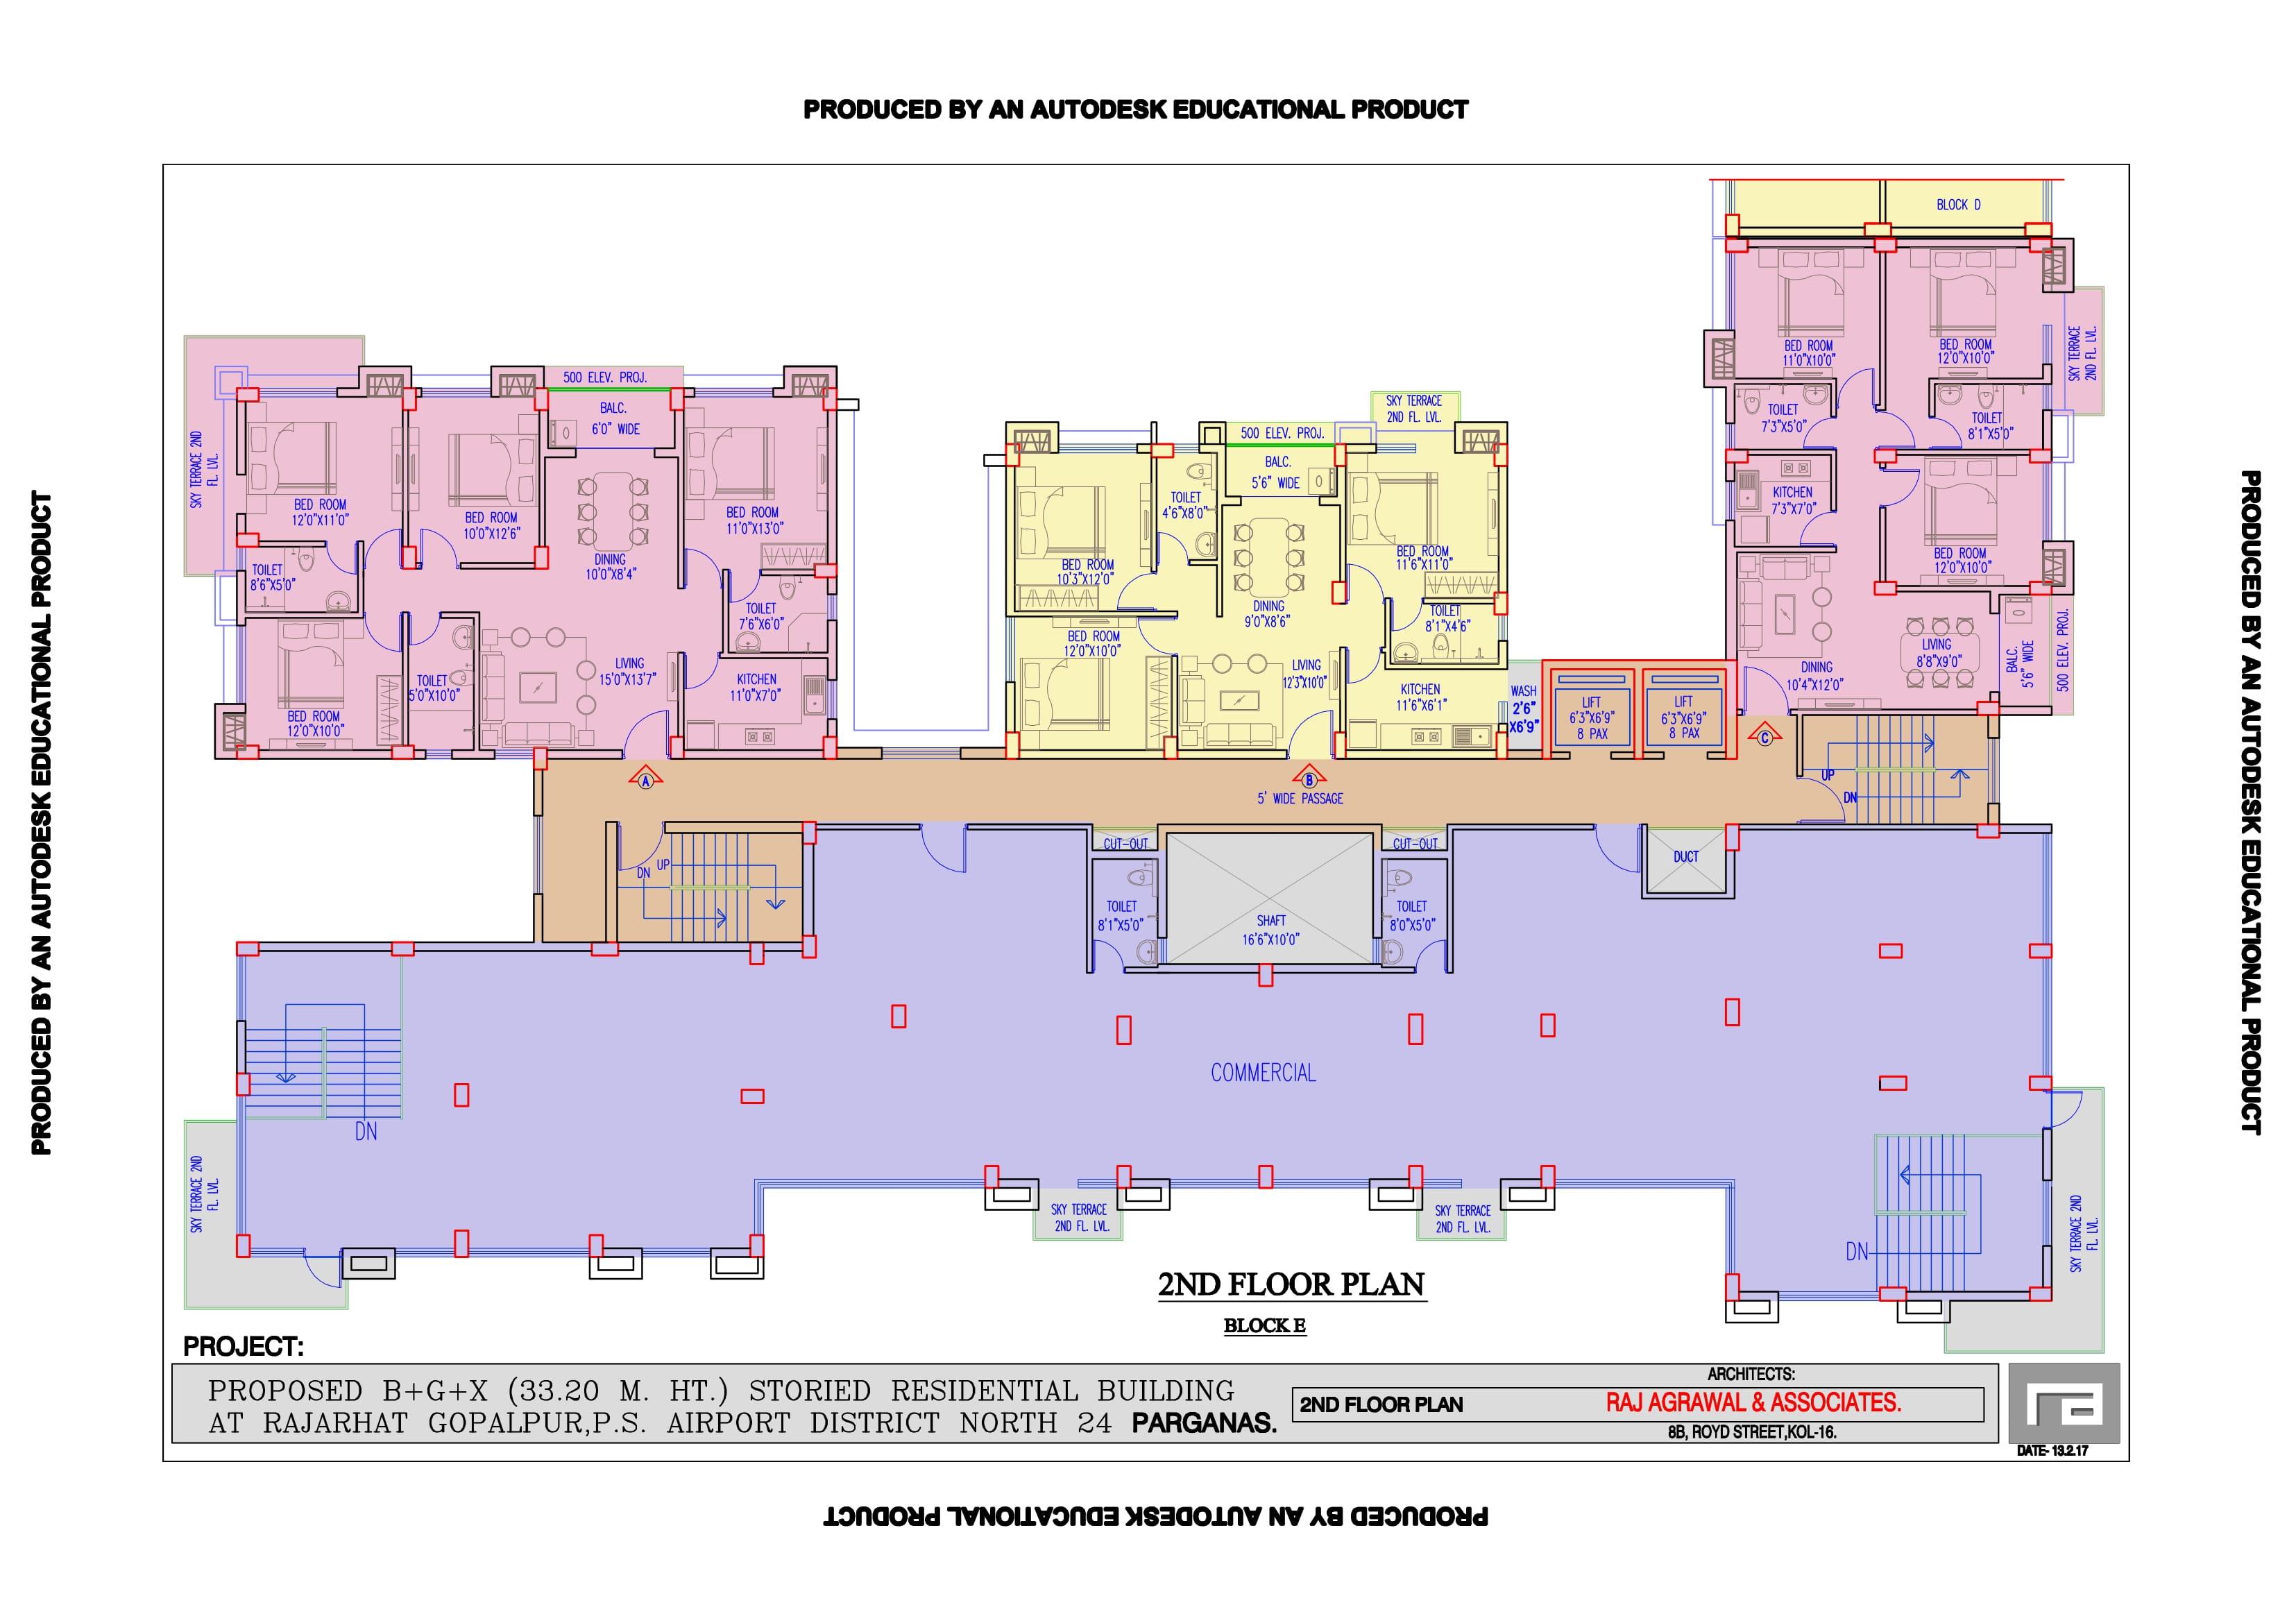 PRODUCED BY AN AUTODESK EDUCATIONAL PRODUCT
PRODUCED BY AN AUTODESK EDUCATIONAL PRODUCT
PRODUCED BY AN AUTODESK EDUCATIONAL PRODUCT
BLOCK D
BED ROOM
11'0"X10'0"
BED ROOM
12'0"X10'0"
SKY TERRACE
2ND FL. LVL.
TOILET
7'3"X5'0"
TOILET
8'1"X5'0"
KITCHEN
7'3"X7'0"
BED ROOM
12'0"X10'0"
LIVING
8'8"X9'0"
BALC.
5'6" WIDE
500 ELEV. PROJ.
DINING
10'4"X12'0"
C
UP
DN
500 ELEV. PROJ.
BALC.
6'0" WIDE
SKY TERRACE 2ND
FL. LVL.
BED ROOM
12'0"X11'0"
BED ROOM
10'0"X12'6"
BED ROOM
11'0"X13'0"
DINING
10'0"X8'4"
TOILET
8'6"X5'0"
TOILET
7'6"X6'0"
BED ROOM
12'0"X10'0"
TOILET
5'0"X10'0"
LIVING
15'0"X13'7"
KITCHEN
11'0"X7'0"
A
SKY TERRACE
2ND FL. LVL.
500 ELEV. PROJ.
BALC.
5'6" WIDE
TOILET
4'6"X8'0"
BED ROOM
10'3"X12'0"
BED ROOM
11'6"X11'0"
DINING
9'0"X8'6"
TOILET
8'1"X4'6"
BED ROOM
12'0"X10'0"
LIVING
12'3"X10'0"
KITCHEN
11'6"X6'1"
WASH
2'6"
X6'9"
LIFT
6'3"X6'9"
8 PAX
LIFT
6'3"X6'9"
8 PAX
B
5' WIDE PASSAGE
UP
DN
CUT-OUT
CUT-OUT
DUCT
TOILET
8'1"X5'0"
SHAFT
16'6"X10'0"
TOILET
8'0"X5'0"
COMMERCIAL
DN
SKY TERRACE 2ND
FL. LVL.
SKY TERRACE
2ND FL. LVL.
SKY TERRACE
2ND FL. LVL.
DN
SKY TERRACE 2ND
FL. LVL.
2ND FLOOR PLAN
BLOCK E
PROJECT:
PROPOSED B+G+X (33.20 M. HT.) STORIED RESIDENTIAL BUILDING
AT RAJARHAT GOPALPUR,P.S. AIRPORT DISTRICT NORTH 24 PARGANAS.
2ND FLOOR PLAN
ARCHITECTS:
RAJ AGRAWAL & ASSOCIATES.
8B, ROYD STREET,KOL-16.
DATE- 13.2.17
PRODUCED BY AN AUTODESK EDUCATIONAL PRODUCT